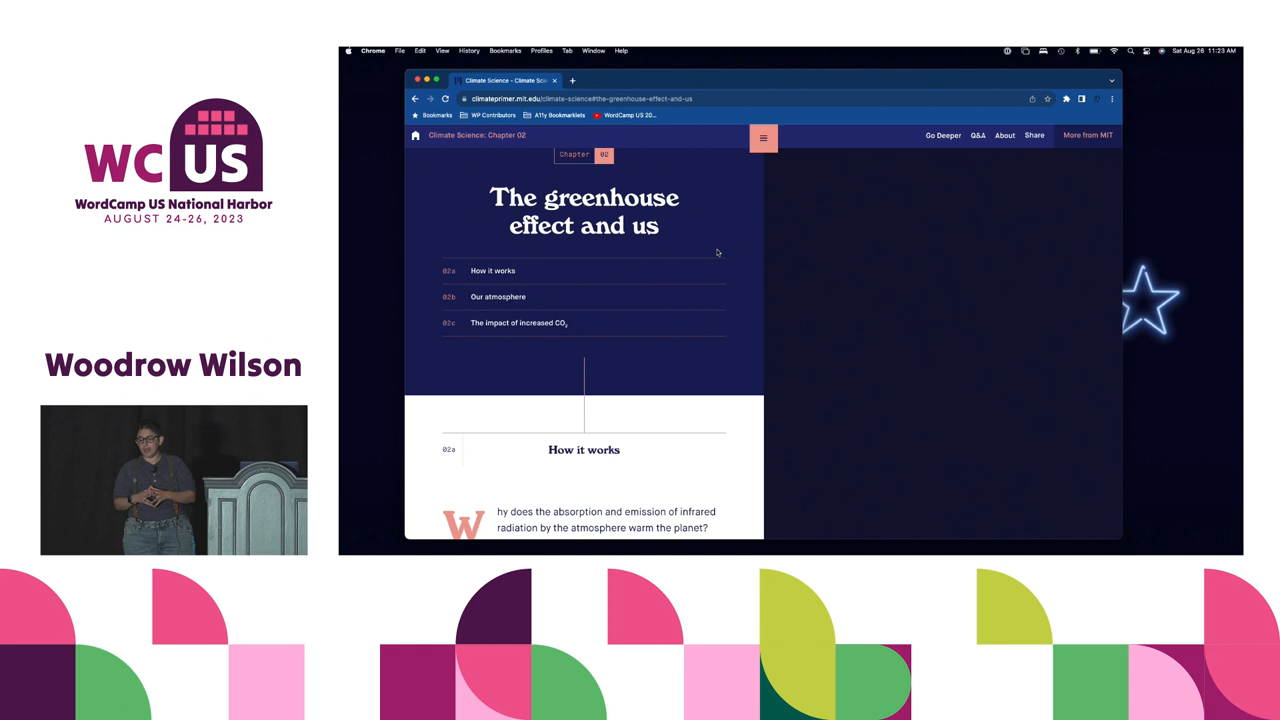 WC US
WordCamp US National Harbor
AUGUST 24-26, 2023
Woodrow Wilson
Chrome File Edit View History Bookmarks Profiles Tab Window Help
Sat Aug 26 11:23 AM
Climate Science - Climate Scie
climateprimer.mit.edu/climate-science#the-greenhouse-effect-and-us
Bookmarks WP Contributors A11y Bookmarklets WordCamp US 20...
Climate Science: Chapter 02
Go Deeper Q&A About Share More from MIT
Chapter 02
The greenhouse
effect and us
02a How it works
02b Our atmosphere
02c The impact of increased CO₂
02a How it works
Why does the absorption and emission of infrared
radiation by the atmosphere warm the planet?